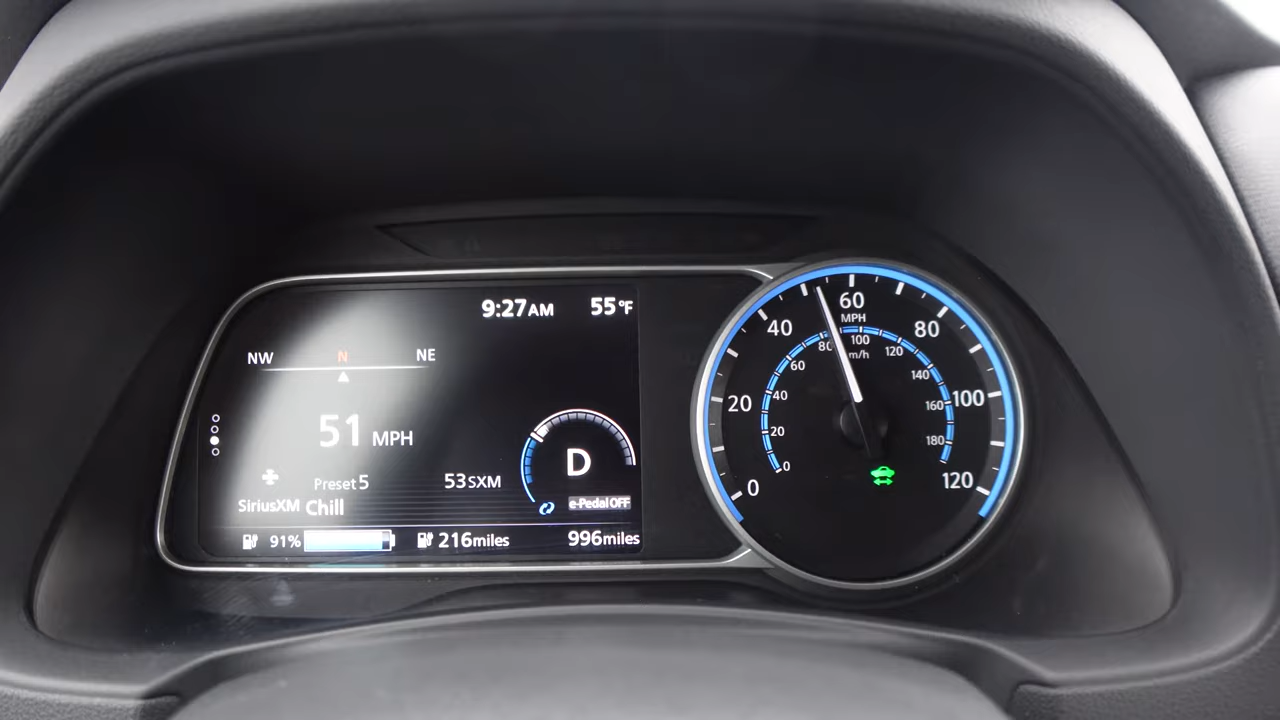 9:27AM 55°F
NW N NE
51 MPH
Preset 5 53SXM
SiriusXM Chill
D
e-Pedal OFF
91% 216miles 996miles
0 20 40 60 80 100 120
MPH
0 20 40 60 80 100 120 140 160 180
m/h